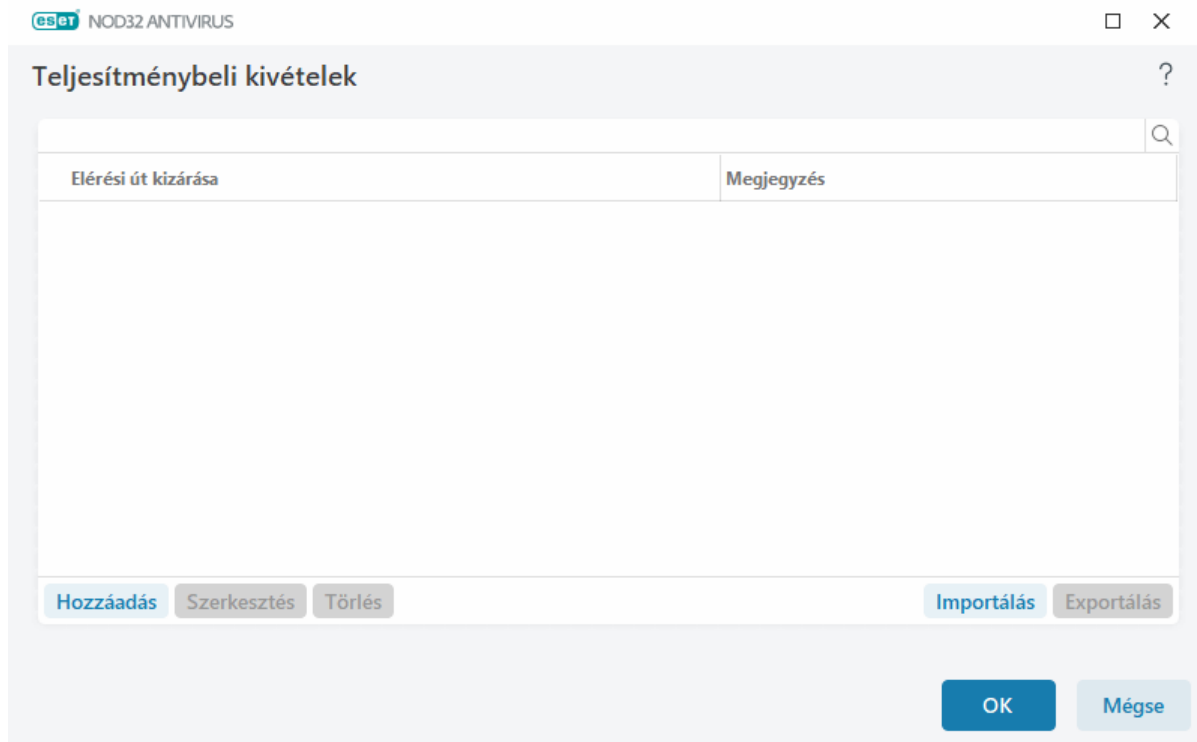 eset NOD32 ANTIVIRUS
Teljesítménybeli kivételek
?
Elérési út kizárása Megjegyzés
Hozzáadás Szerkesztés Törlés Importálás Exportálás
OK Mégse